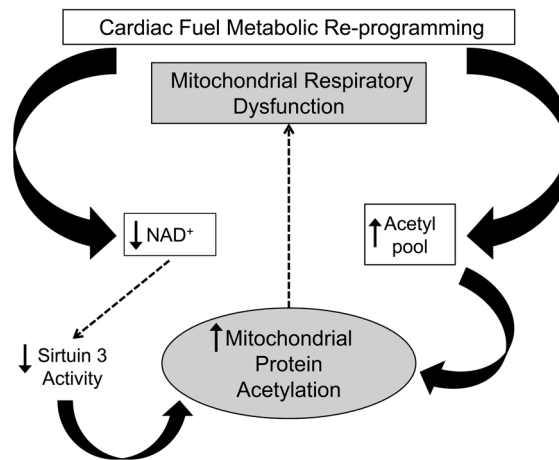 Cardiac Fuel Metabolic Re-programming
Mitochondrial Respiratory
Dysfunction
↓ NAD⁺
↑ Acetyl
pool
↓ Sirtuin 3
Activity
↑ Mitochondrial
Protein
Acetylation